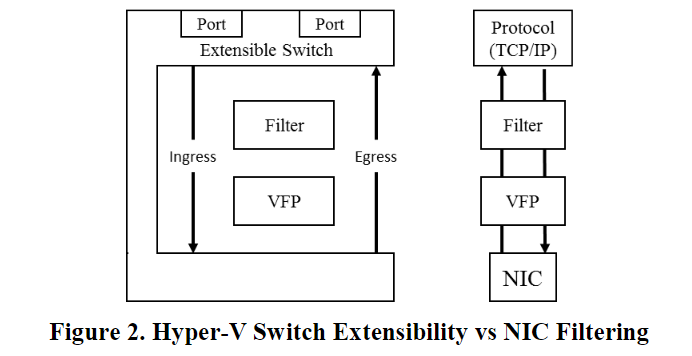 Port
Port
Extensible Switch
Filter
Ingress
Egress
VFP
Protocol
(TCP/IP)
Filter
VFP
NIC
Figure 2. Hyper-V Switch Extensibility vs NIC Filtering